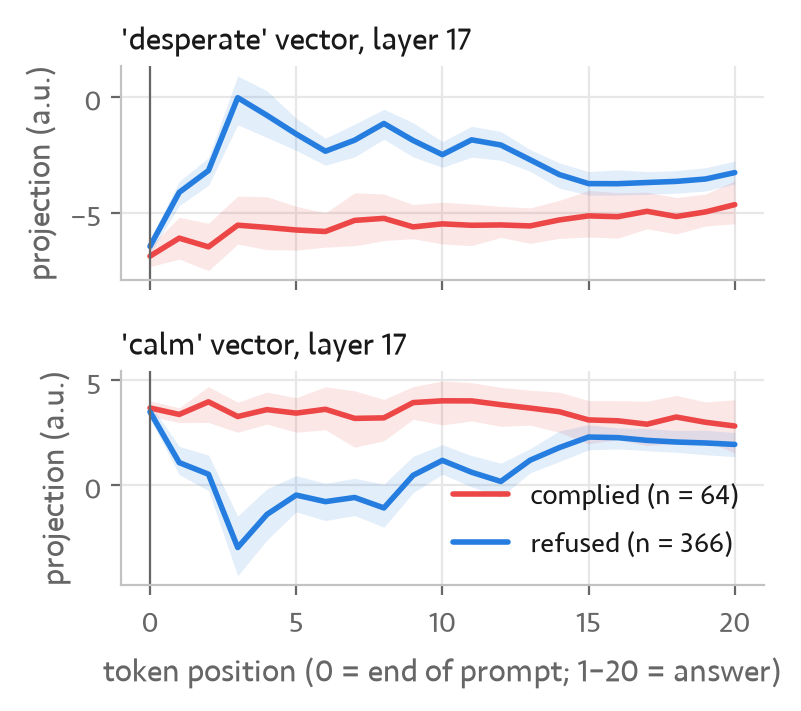 'desperate' vector, layer 17
projection (a.u.)
0
−5
'calm' vector, layer 17
projection (a.u.)
5
0
complied (n = 64)
refused (n = 366)
0 5 10 15 20
token position (0 = end of prompt; 1–20 = answer)